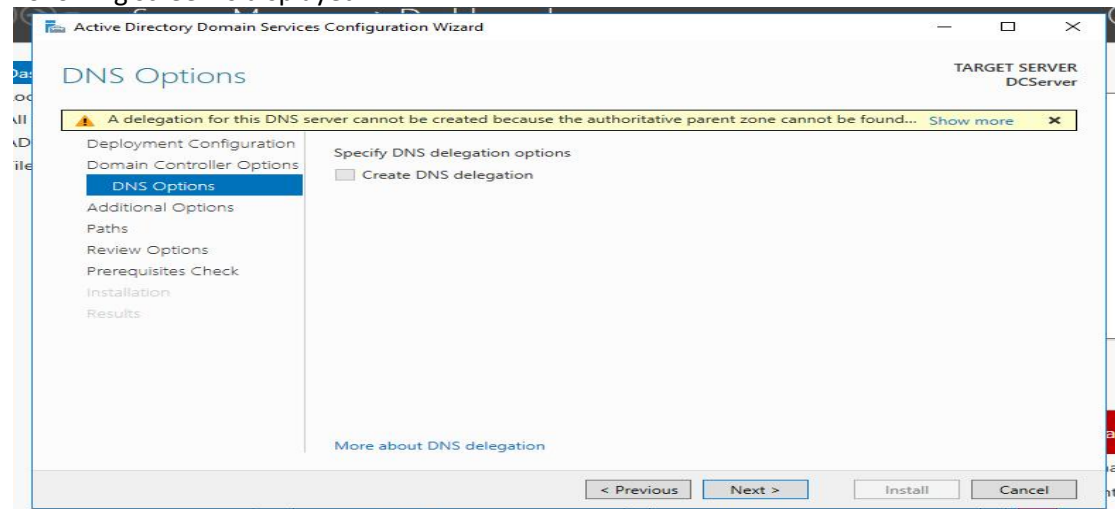 Active Directory Domain Services Configuration Wizard
DNS Options
TARGET SERVER
DCServer
A delegation for this DNS server cannot be created because the authoritative parent zone cannot be found... Show more
Deployment Configuration
Domain Controller Options
DNS Options
Additional Options
Paths
Review Options
Prerequisites Check
Installation
Results
Specify DNS delegation options
Create DNS delegation
More about DNS delegation
< Previous
Next >
Install
Cancel